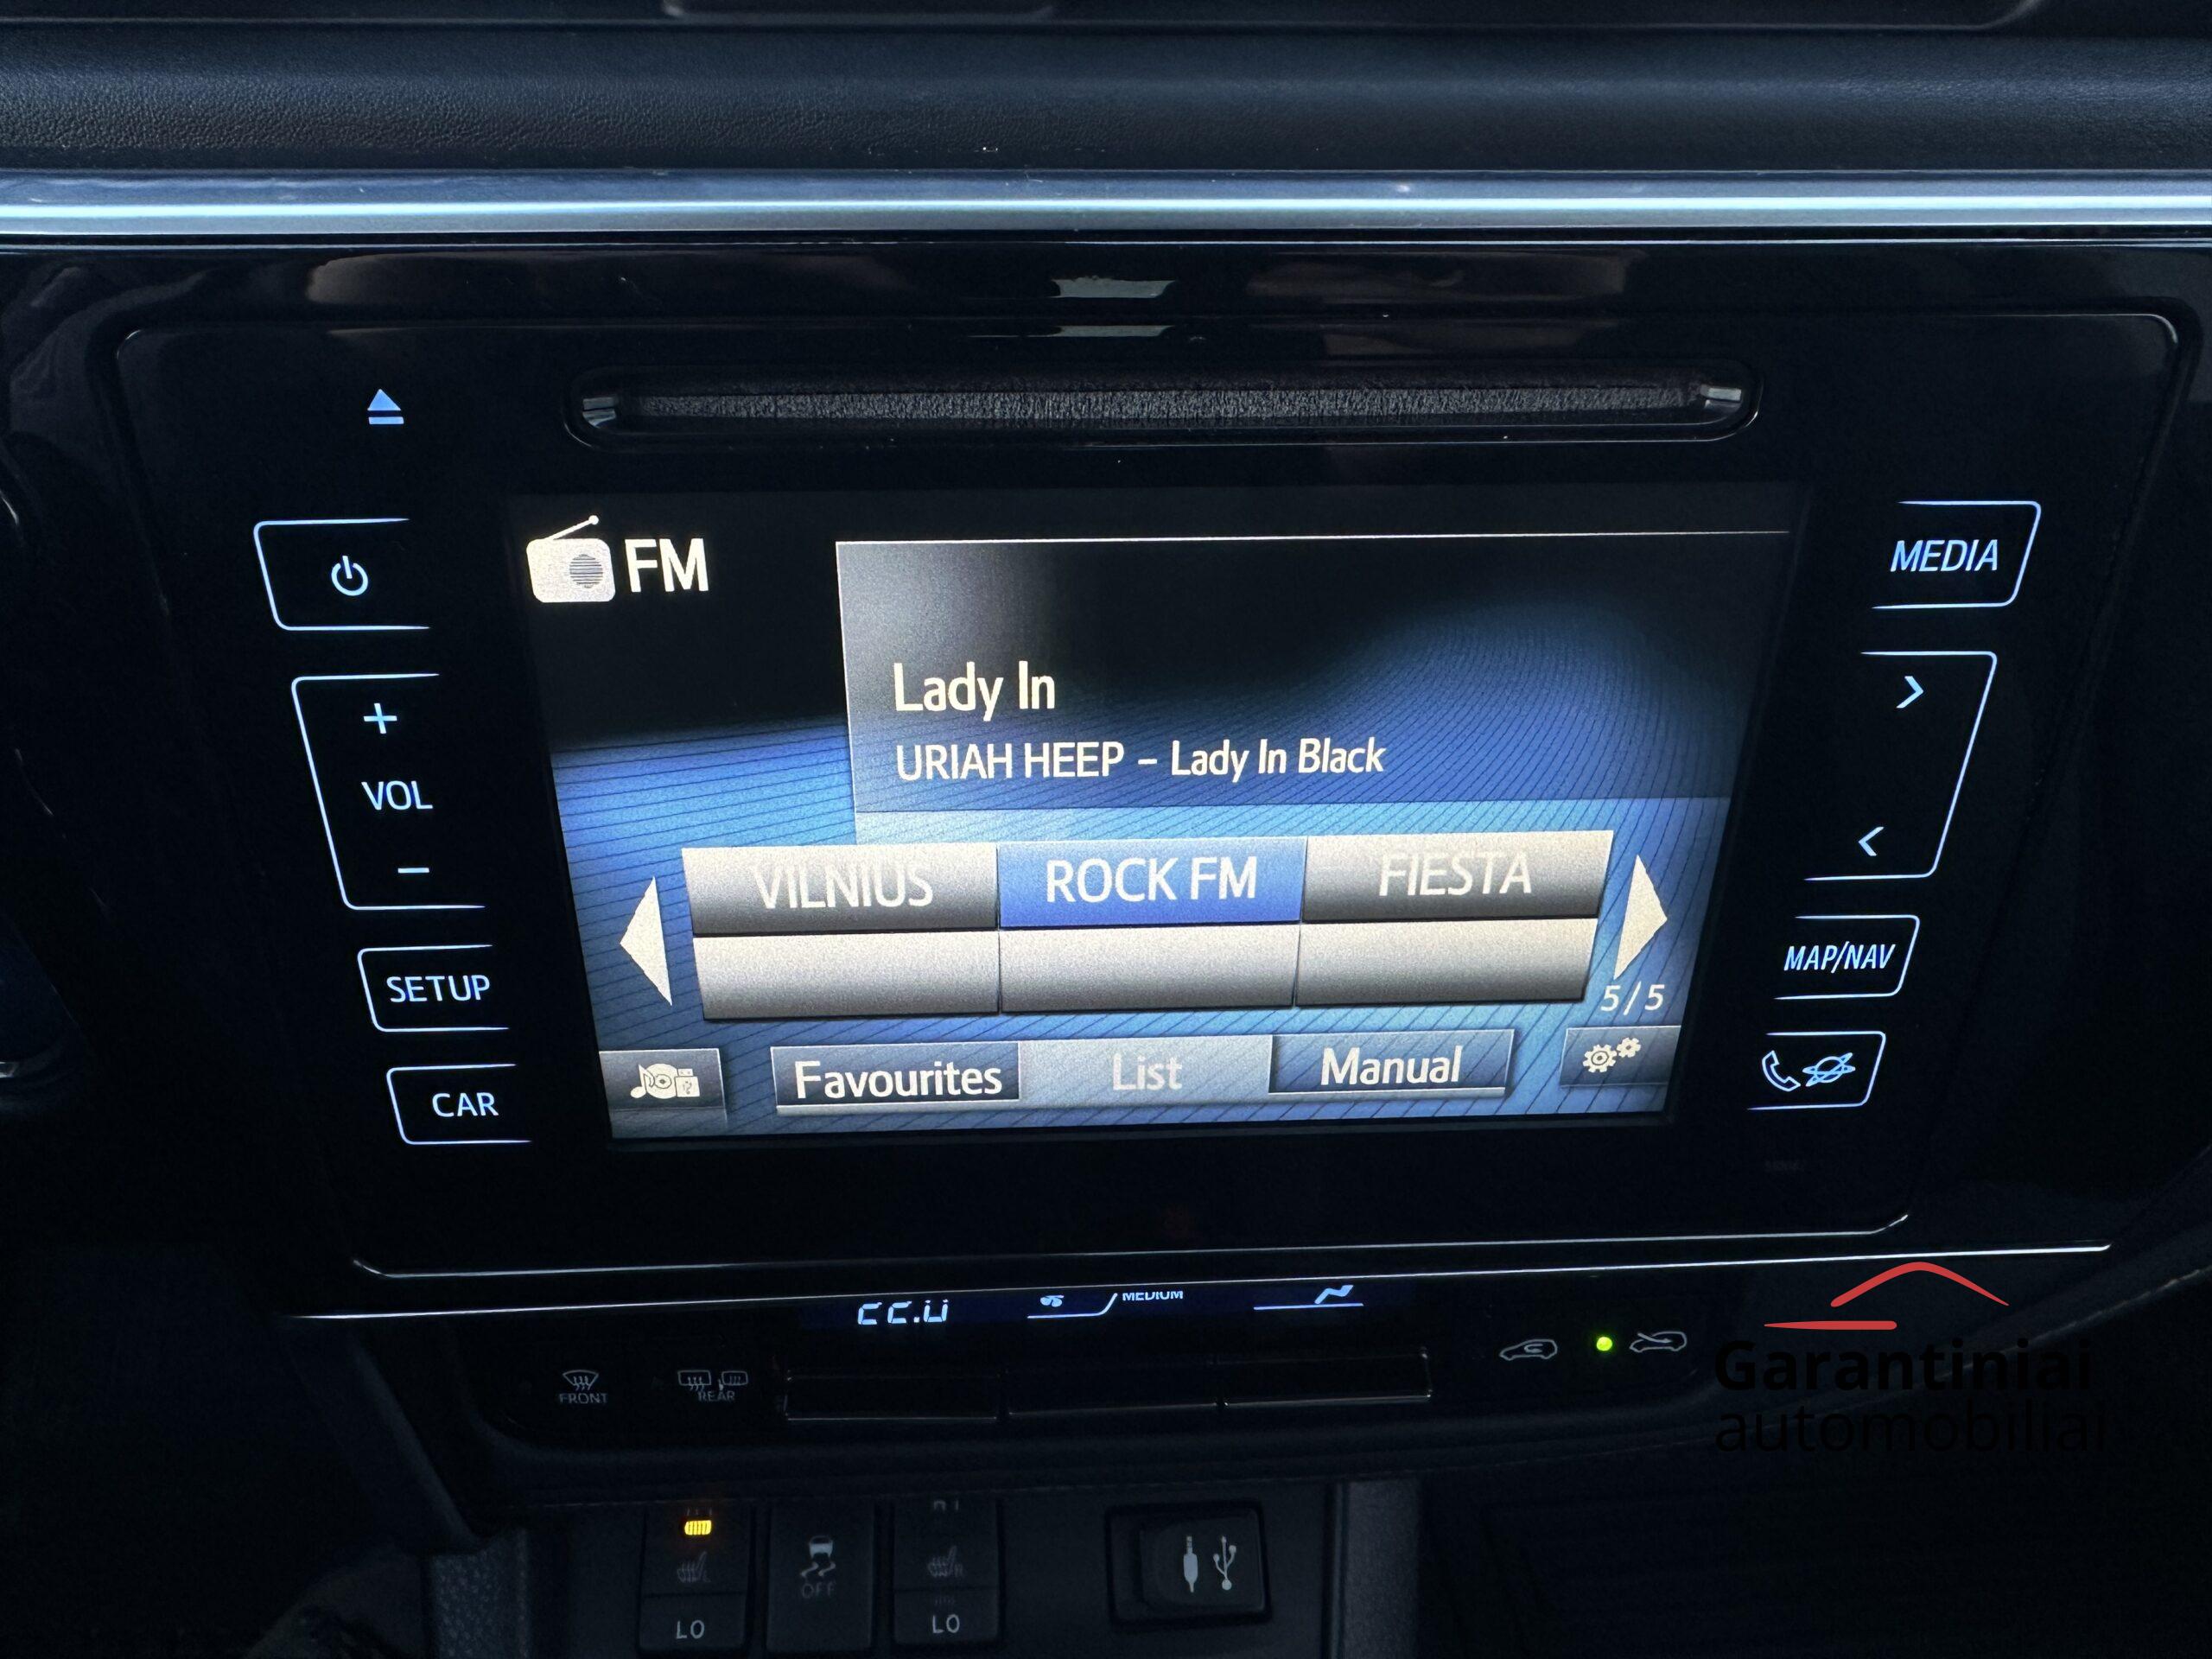 FM
MEDIA
Lady In
URIAH HEEP – Lady In Black
+
VOL
–
VILNIUS
ROCK FM
FIESTA
5/5
SETUP
MAP/NAV
Favourites
List
Manual
CAR
MEDIUM
FRONT
REAR
Garantiniai
automobiliai
OFF
LO
LO